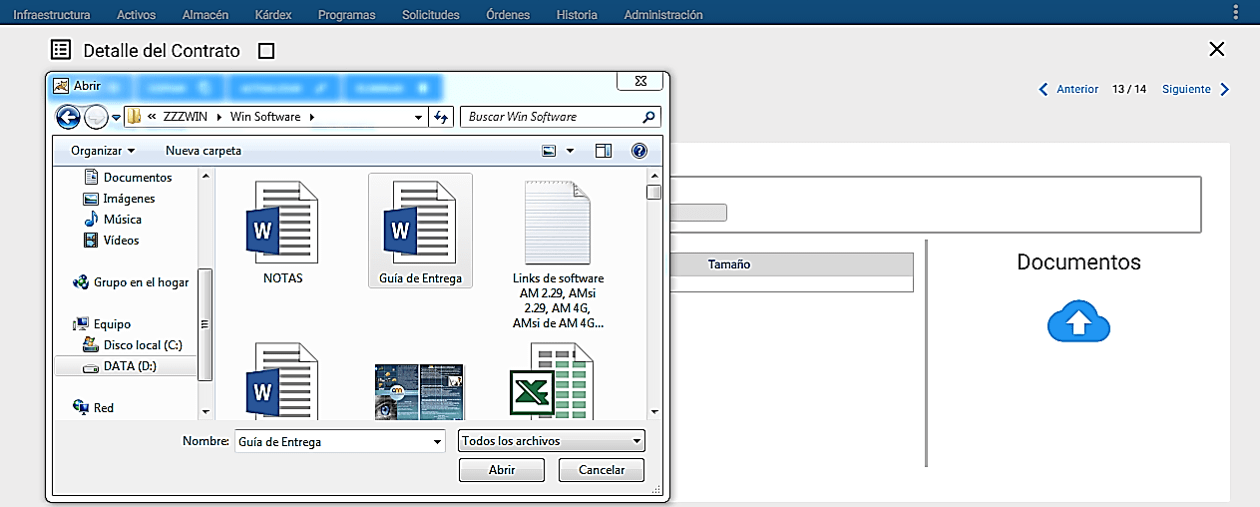 Infraestructura Activos Almacén Kárdex Programas Solicitudes Órdenes Historia Administración
Detalle del Contrato
Abrir
Anterior 13 / 14 Siguiente
« ZZZWIN Win Software
Buscar Win Software
Organizar Nueva carpeta
Documentos
Imágenes
Música
Vídeos
Grupo en el hogar
Equipo
Disco local (C:)
DATA (D:)
Red
NOTAS
Guía de Entrega
Links de software
AM 2.29, AMsi
2.29, AM 4G,
AMsi de AM 4G...
Nombre: Guía de Entrega
Todos los archivos
Abrir Cancelar
Tamaño
Documentos